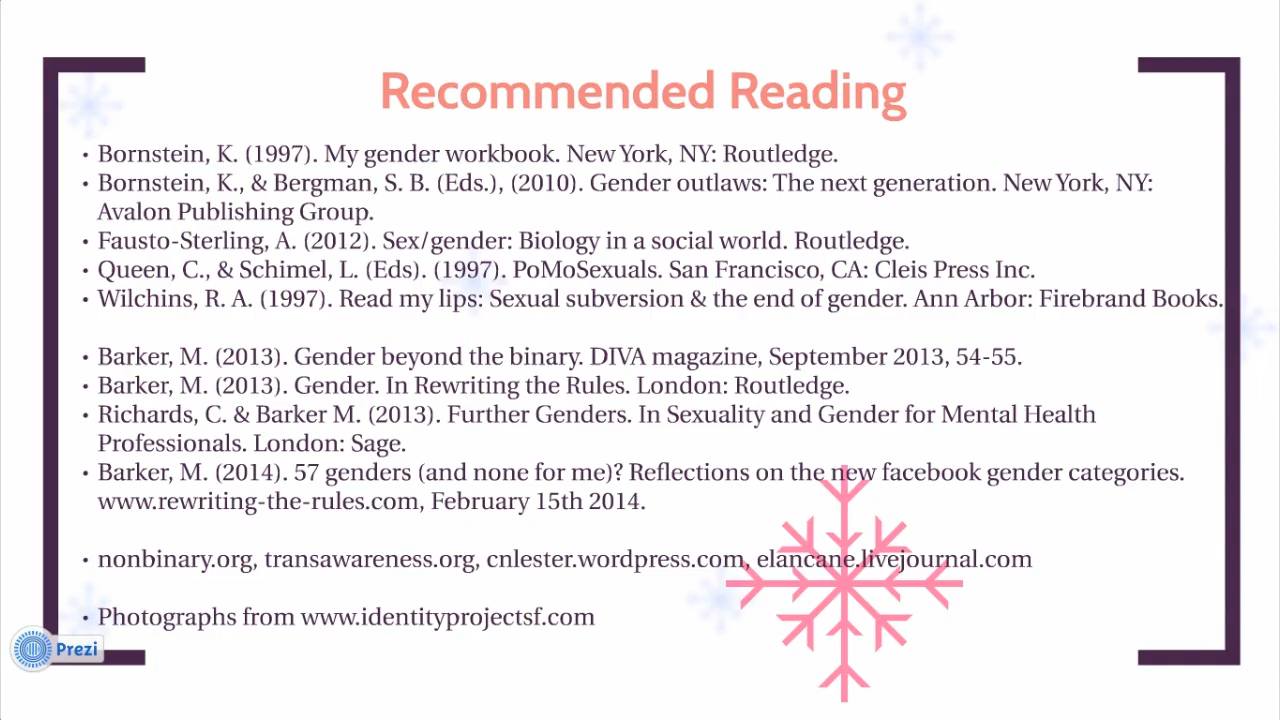 Recommended Reading
• Bornstein, K. (1997). My gender workbook. New York, NY: Routledge.
• Bornstein, K., & Bergman, S. B. (Eds.), (2010). Gender outlaws: The next generation. New York, NY:
Avalon Publishing Group.
• Fausto-Sterling, A. (2012). Sex/gender: Biology in a social world. Routledge.
• Queen, C., & Schimel, L. (Eds). (1997). PoMoSexuals. San Francisco, CA: Cleis Press Inc.
• Wilchins, R. A. (1997). Read my lips: Sexual subversion & the end of gender. Ann Arbor: Firebrand Books.
• Barker, M. (2013). Gender beyond the binary. DIVA magazine, September 2013, 54-55.
• Barker, M. (2013). Gender. In Rewriting the Rules. London: Routledge.
• Richards, C. & Barker M. (2013). Further Genders. In Sexuality and Gender for Mental Health
Professionals. London: Sage.
• Barker, M. (2014). 57 genders (and none for me)? Reflections on the new facebook gender categories.
www.rewriting-the-rules.com, February 15th 2014.
• nonbinary.org, transawareness.org, cnlester.wordpress.com, elancane.livejournal.com
• Photographs from www.identityprojectsf.com
Prezi